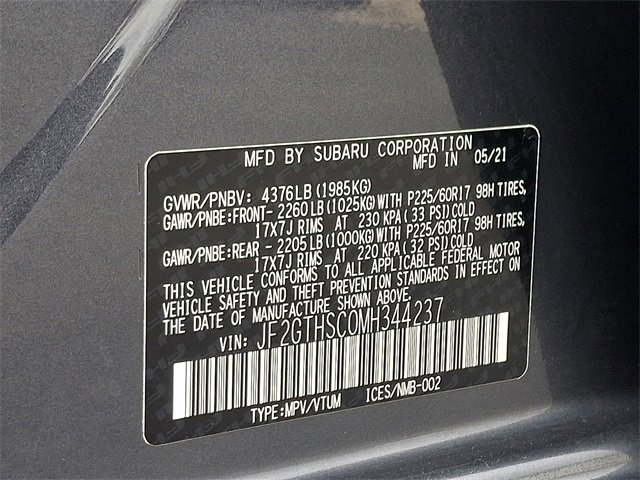 MFD BY SUBARU CORPORATION
MFD IN 05/21
GVWR/PNBV: 4376LB(1985KG)
GAWR/PNBE:FRONT- 2260LB(1025KG)WITH P225/60R17 98H TIRES,
17X7J RIMS AT 230 KPA(33 PSI)COLD
GAWR/PNBE:REAR - 2205LB(1000KG)WITH P225/60R17 98H TIRES,
17X7J RIMS AT 220 KPA(32 PSI)COLD
THIS VEHICLE CONFORMS TO ALL APPLICABLE FEDERAL MOTOR
VEHICLE SAFETY AND THEFT PREVENTION STANDARDS IN EFFECT
ON THE DATE OF MANUFACTURE SHOWN ABOVE.
VIN: JF2GTHSC0MH344237
TYPE:MPV/VTUM ICES/NMB-002